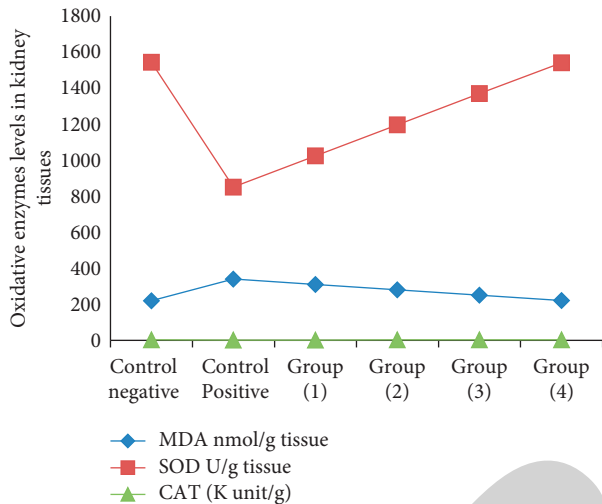 Oxidative enzymes levels in kidney
tissues
1800
1600
1400
1200
1000
800
600
400
200
0
Control
negative
Control
Positive
Group
(1)
Group
(2)
Group
(3)
Group
(4)
MDA nmol/g tissue
SOD U/g tissue
CAT (K unit/g)